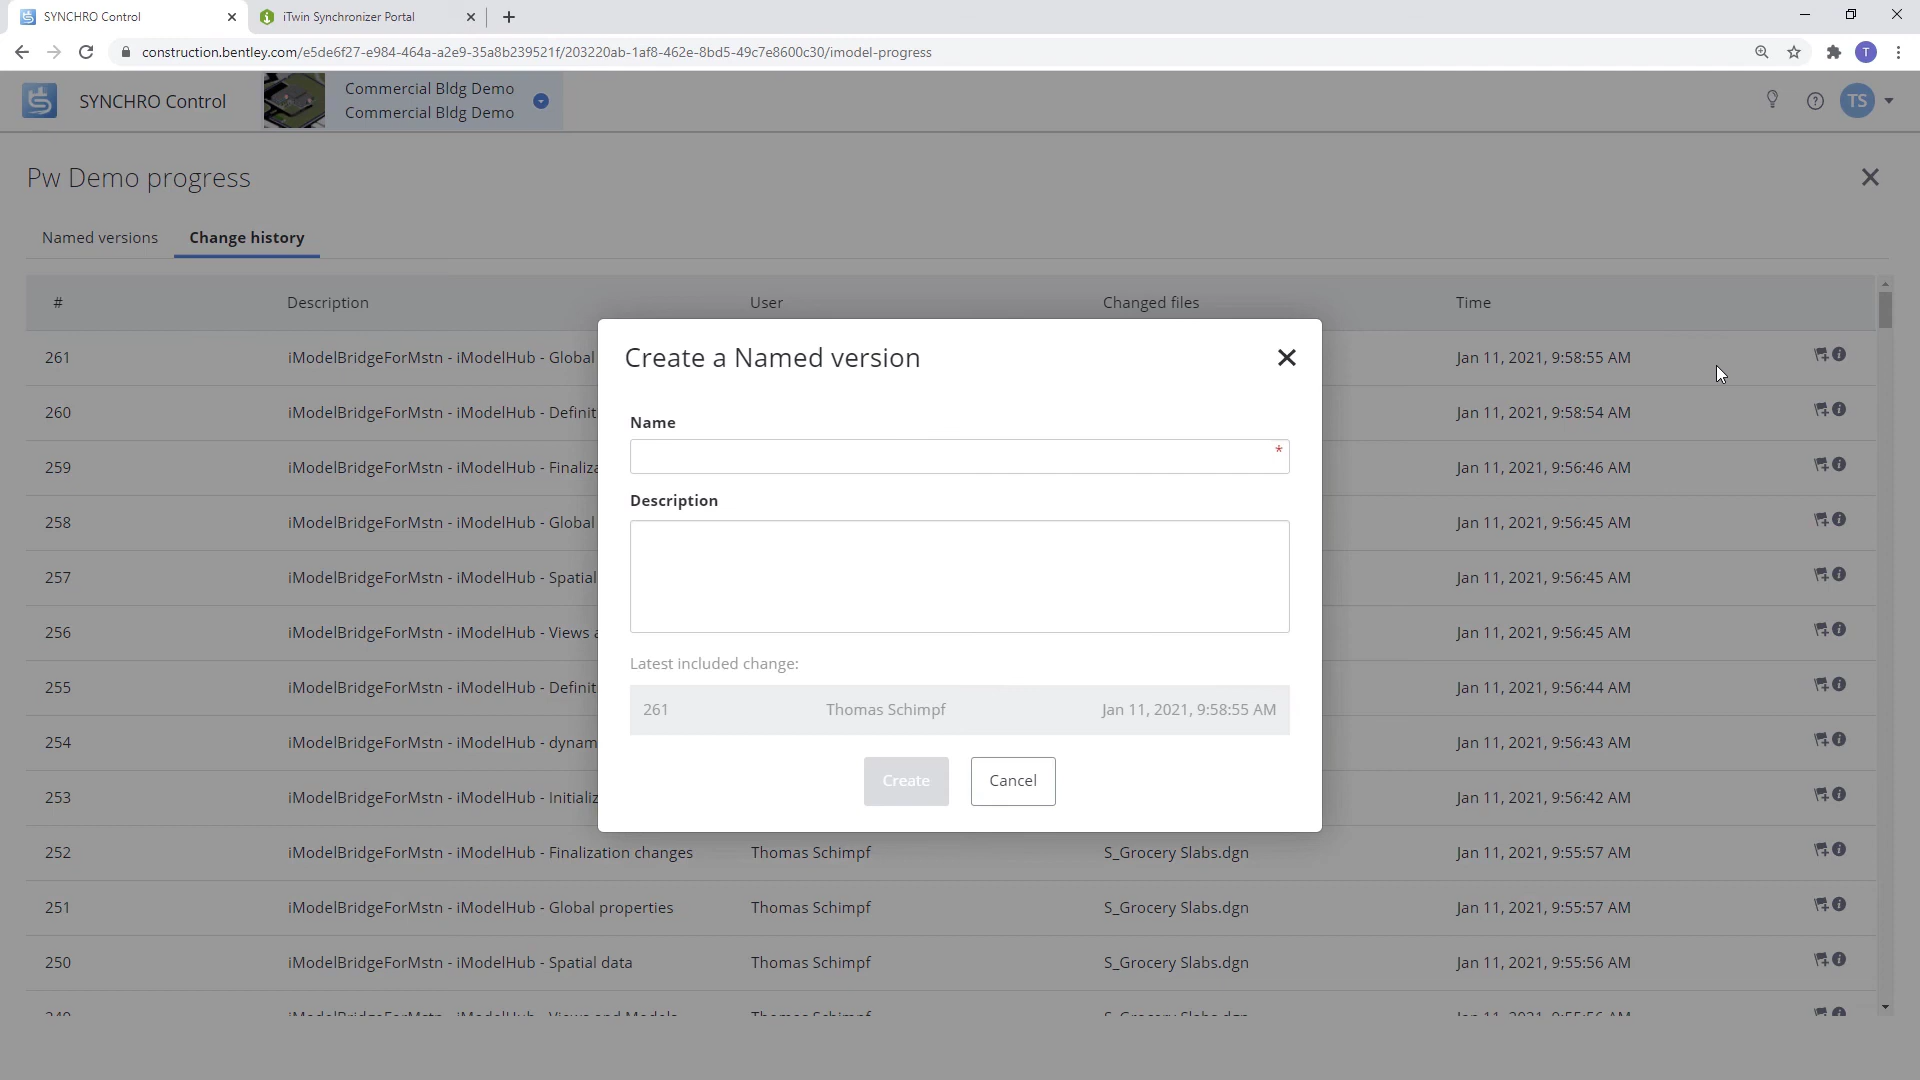 SYNCHRO Control
iTwin Synchronizer Portal
construction.bentley.com/e5de6f27-e984-464a-a2e9-35a8b239521f/203220ab-1af8-462e-8bd5-49c7e8600c30/imodel-progress
T
SYNCHRO Control
Commercial Bldg Demo
Commercial Bldg Demo
TS
Pw Demo progress
Named versions Change history
# Description User Changed files Time
261 iModelBridgeForMstn - iModelHub - Global Jan 11, 2021, 9:58:55 AM
260 iModelBridgeForMstn - iModelHub - Definit Jan 11, 2021, 9:58:54 AM
259 iModelBridgeForMstn - iModelHub - Finaliza Jan 11, 2021, 9:56:46 AM
258 iModelBridgeForMstn - iModelHub - Global Jan 11, 2021, 9:56:45 AM
257 iModelBridgeForMstn - iModelHub - Spatial Jan 11, 2021, 9:56:45 AM
256 iModelBridgeForMstn - iModelHub - Views a Jan 11, 2021, 9:56:45 AM
255 iModelBridgeForMstn - iModelHub - Definit Jan 11, 2021, 9:56:44 AM
254 iModelBridgeForMstn - iModelHub - dynam Jan 11, 2021, 9:56:43 AM
253 iModelBridgeForMstn - iModelHub - Initializ Jan 11, 2021, 9:56:42 AM
252 iModelBridgeForMstn - iModelHub - Finalization changes Thomas Schimpf S_Grocery Slabs.dgn Jan 11, 2021, 9:55:57 AM
251 iModelBridgeForMstn - iModelHub - Global properties Thomas Schimpf S_Grocery Slabs.dgn Jan 11, 2021, 9:55:57 AM
250 iModelBridgeForMstn - iModelHub - Spatial data Thomas Schimpf S_Grocery Slabs.dgn Jan 11, 2021, 9:55:56 AM
Create a Named version
Name
*
Description
Latest included change:
261 Thomas Schimpf Jan 11, 2021, 9:58:55 AM
Create Cancel